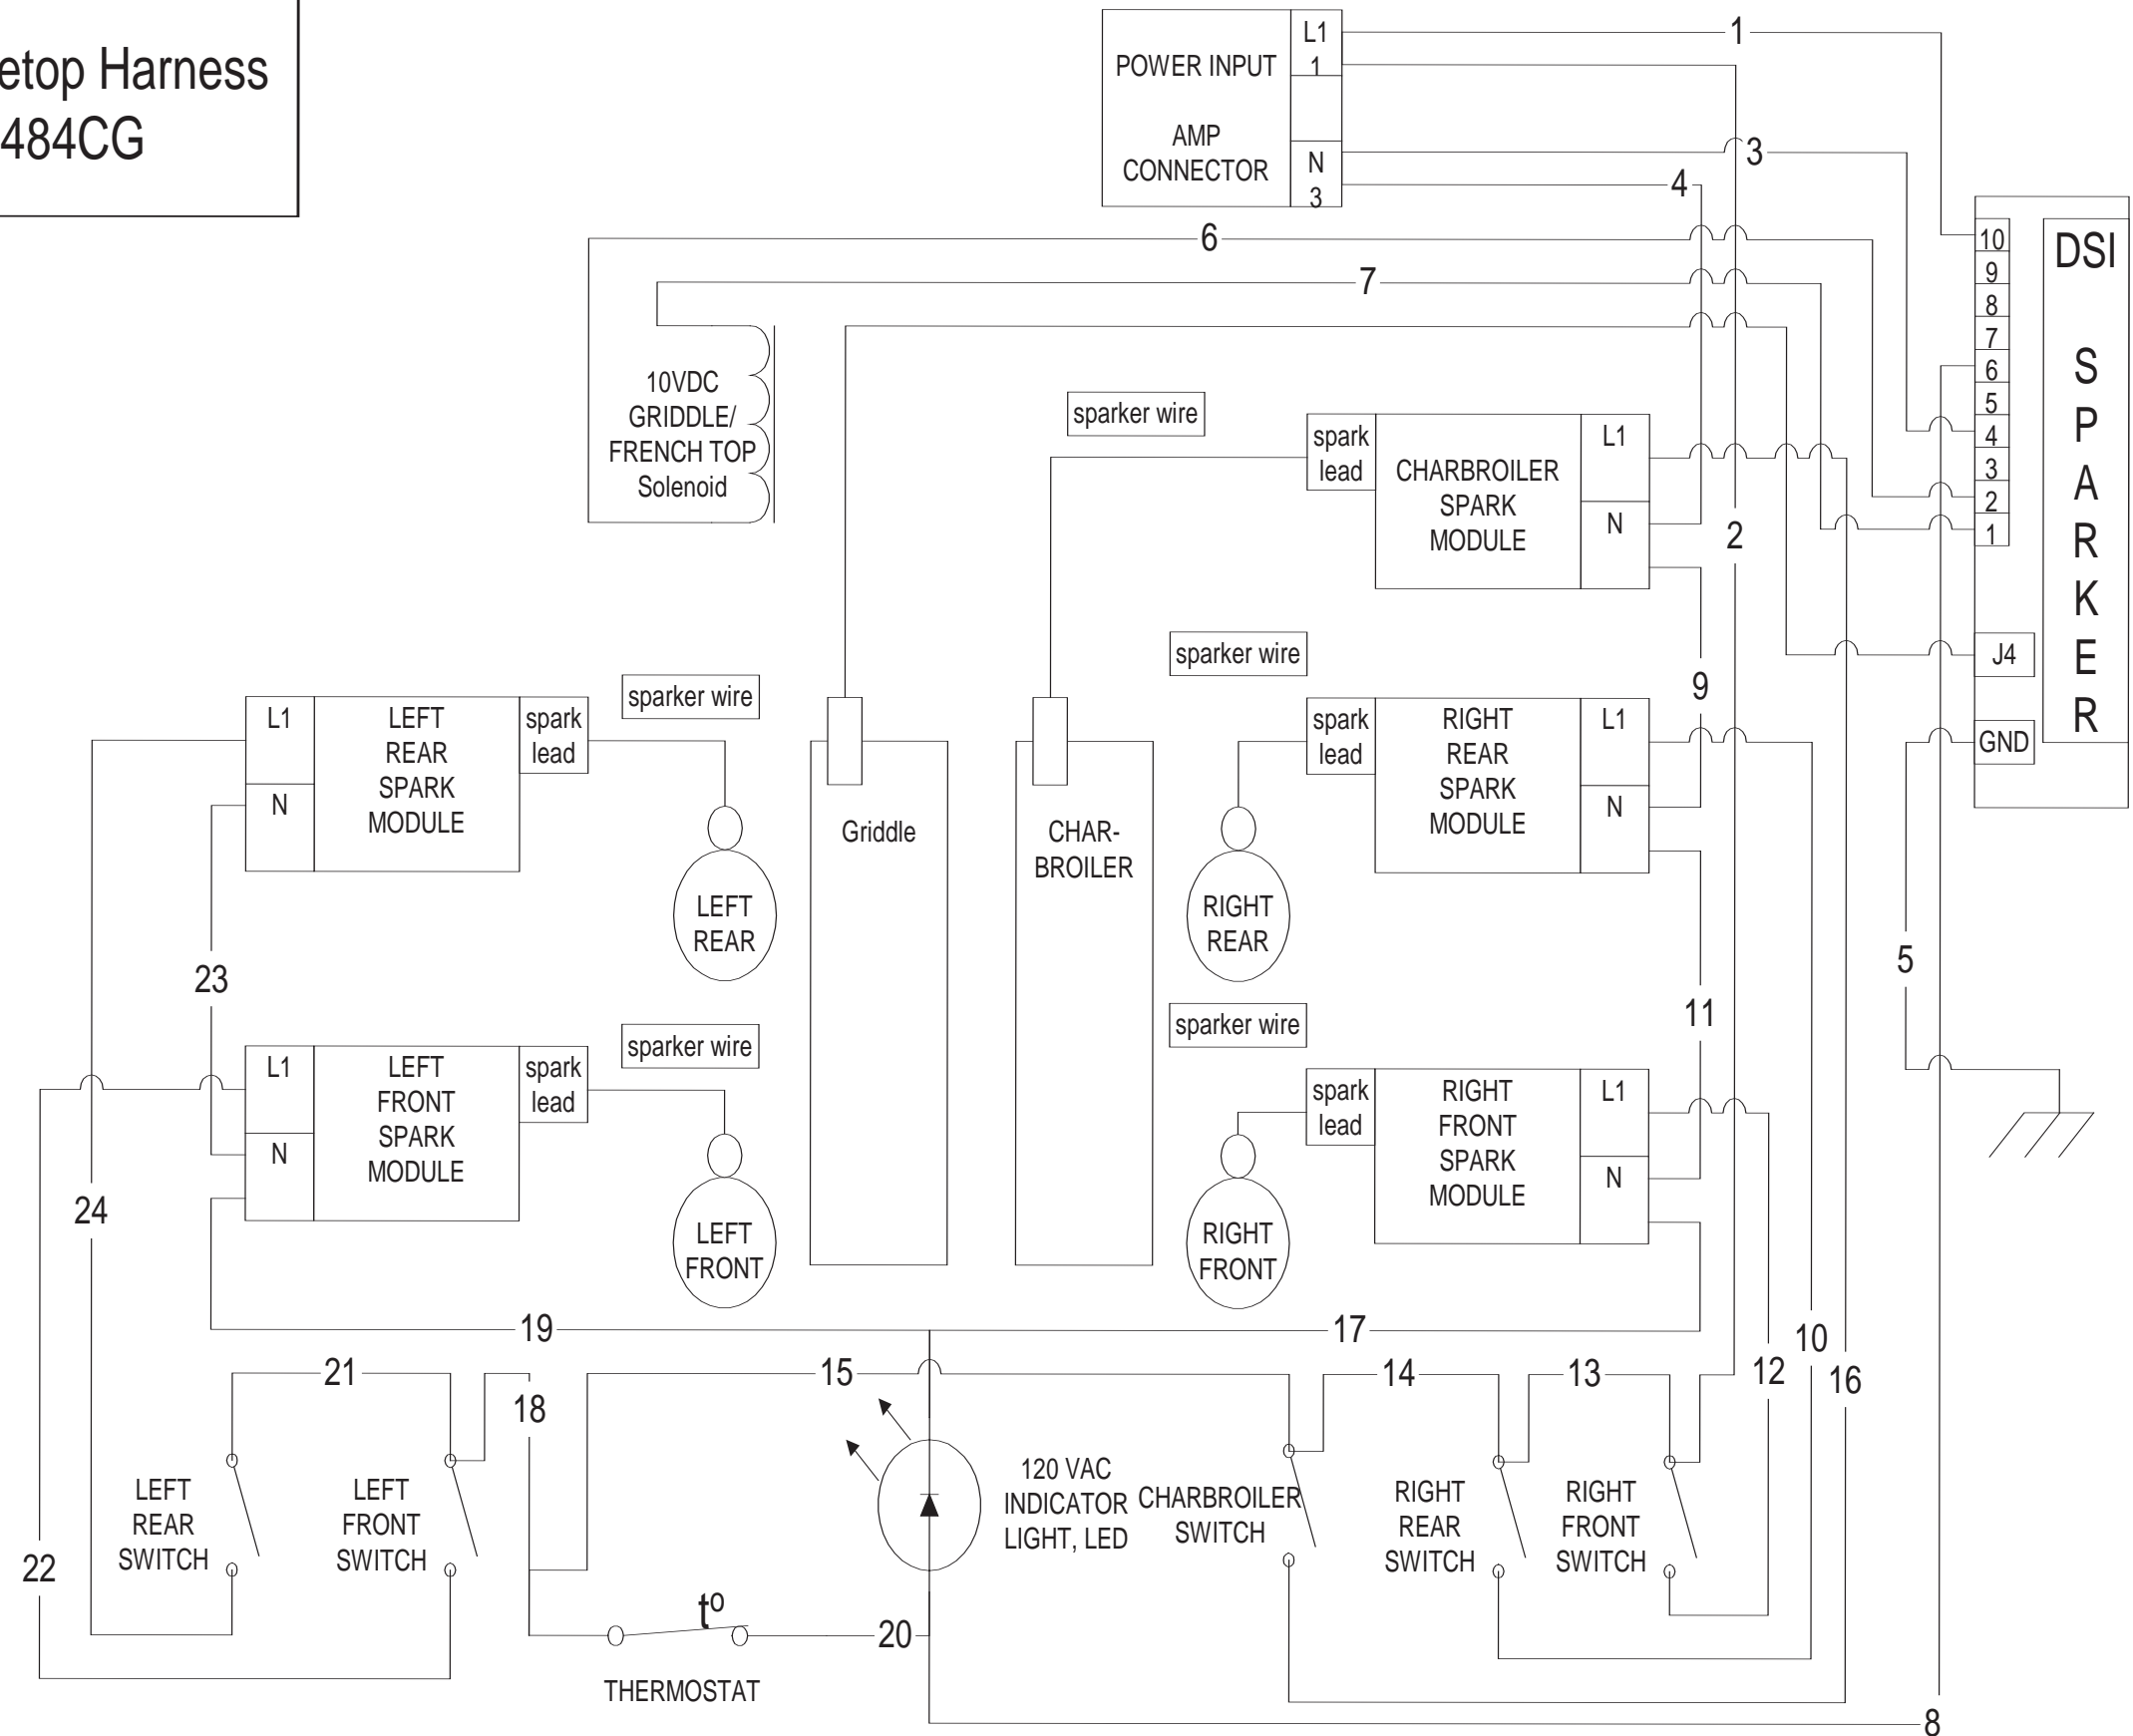 etop Harness
484CG
POWER INPUT
AMP
CONNECTOR
L1
1
N
3
1
3
4
6
7
2
DSI
SPARKER
10
9
8
7
6
5
4
3
2
1
J4
GND
10VDC
GRIDDLE/
FRENCH TOP
Solenoid
sparker wire
spark
lead
CHARBROILER
SPARK
MODULE
L1
N
9
sparker wire
L1
N
LEFT
REAR
SPARK
MODULE
spark
lead
sparker wire
spark
lead
RIGHT
REAR
SPARK
MODULE
L1
N
Griddle
CHAR-
BROILER
LEFT
REAR
RIGHT
REAR
23
5
11
sparker wire
sparker wire
L1
N
LEFT
FRONT
SPARK
MODULE
spark
lead
spark
lead
RIGHT
FRONT
SPARK
MODULE
L1
N
24
LEFT
FRONT
RIGHT
FRONT
19
17
10
21
15
14
13
12
16
18
LEFT
REAR
SWITCH
LEFT
FRONT
SWITCH
120 VAC
INDICATOR
LIGHT, LED
CHARBROILER
SWITCH
RIGHT
REAR
SWITCH
RIGHT
FRONT
SWITCH
22
tº
20
THERMOSTAT
8